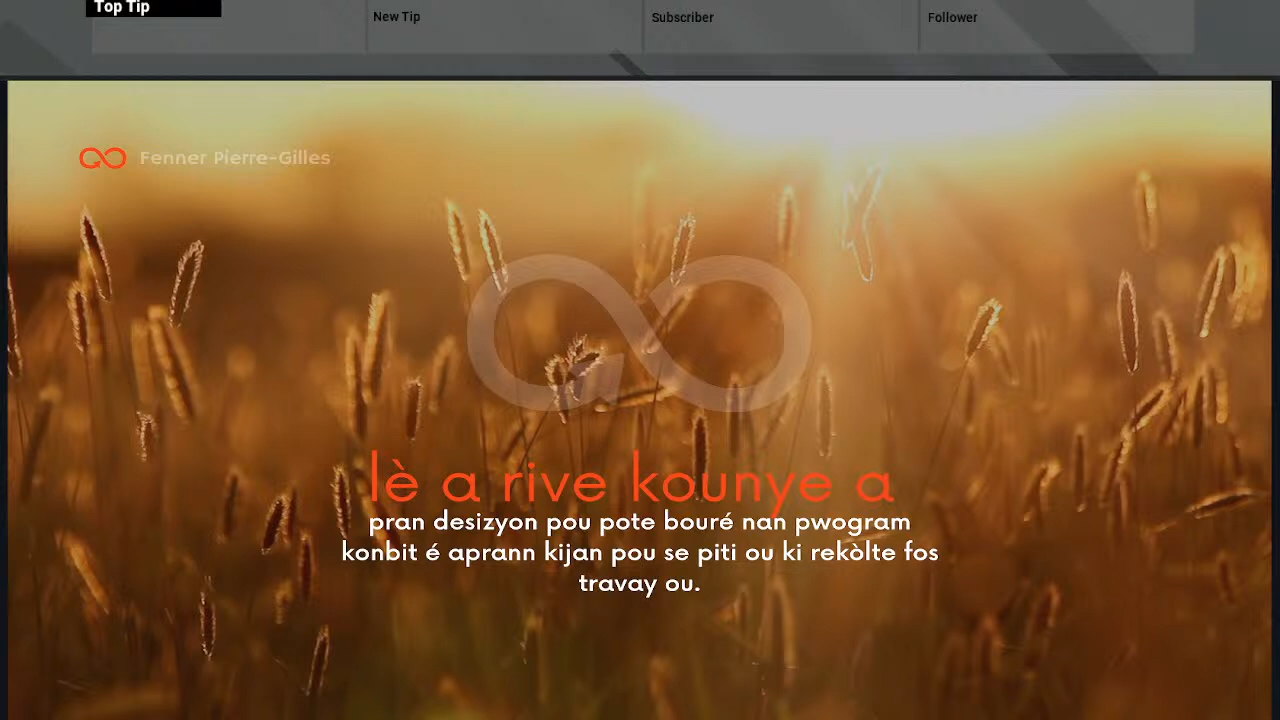 Top Tip
New Tip
Subscriber
Follower
Fenner Pierre-Gilles
lè a rive kounye a
pran desizyon pou pote bouré nan pwogram
konbit é aprann kijan pou se piti ou ki rekòlte fos
travay ou.